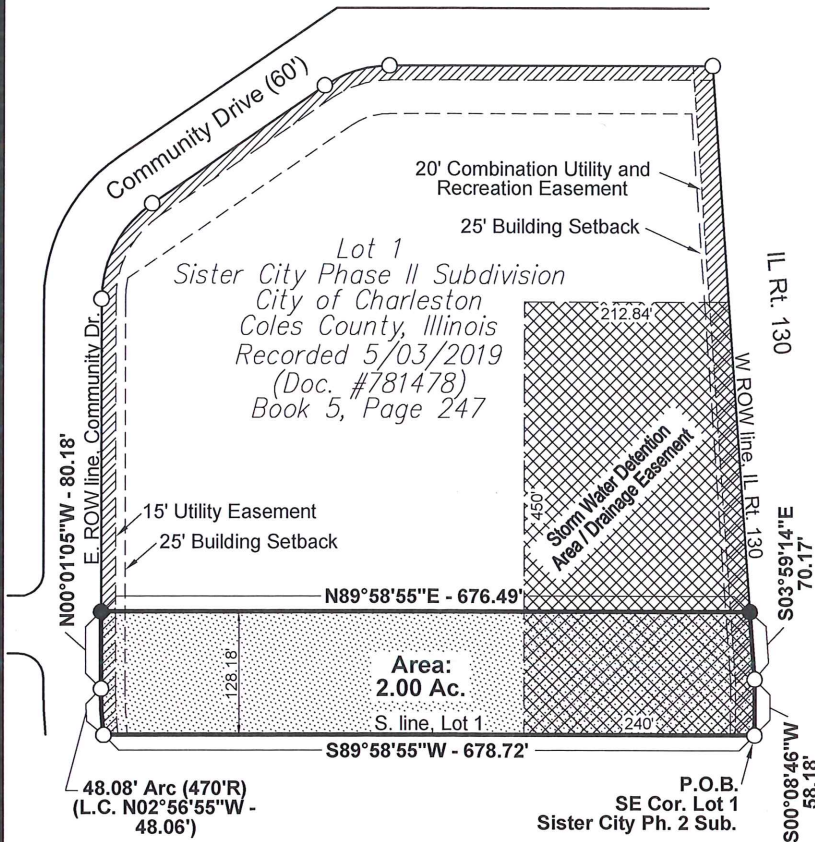 Community Drive (60')
20' Combination Utility and
Recreation Easement
25' Building Setback
Lot 1
Sister City Phase II Subdivision
City of Charleston
Coles County, Illinois
Recorded 5/03/2019
(Doc. #781478)
Book 5, Page 247
212.84'
IL Rt. 130
W ROW line, IL Rt. 130
E. ROW line, Community Dr.
N00°01'05"W - 80.18'
15' Utility Easement
25' Building Setback
450'
Storm Water Detention
Area / Drainage Easement
S03°59'14"E
70.17'
N89°58'55"E - 676.49'
128.18'
Area:
2.00 Ac.
S. line, Lot 1
240'
S89°58'55"W - 678.72'
48.08' Arc (470'R)
(L.C. N02°56'55"W -
48.06')
P.O.B.
SE Cor. Lot 1
Sister City Ph. 2 Sub.
S00°08'46"W
58.18'